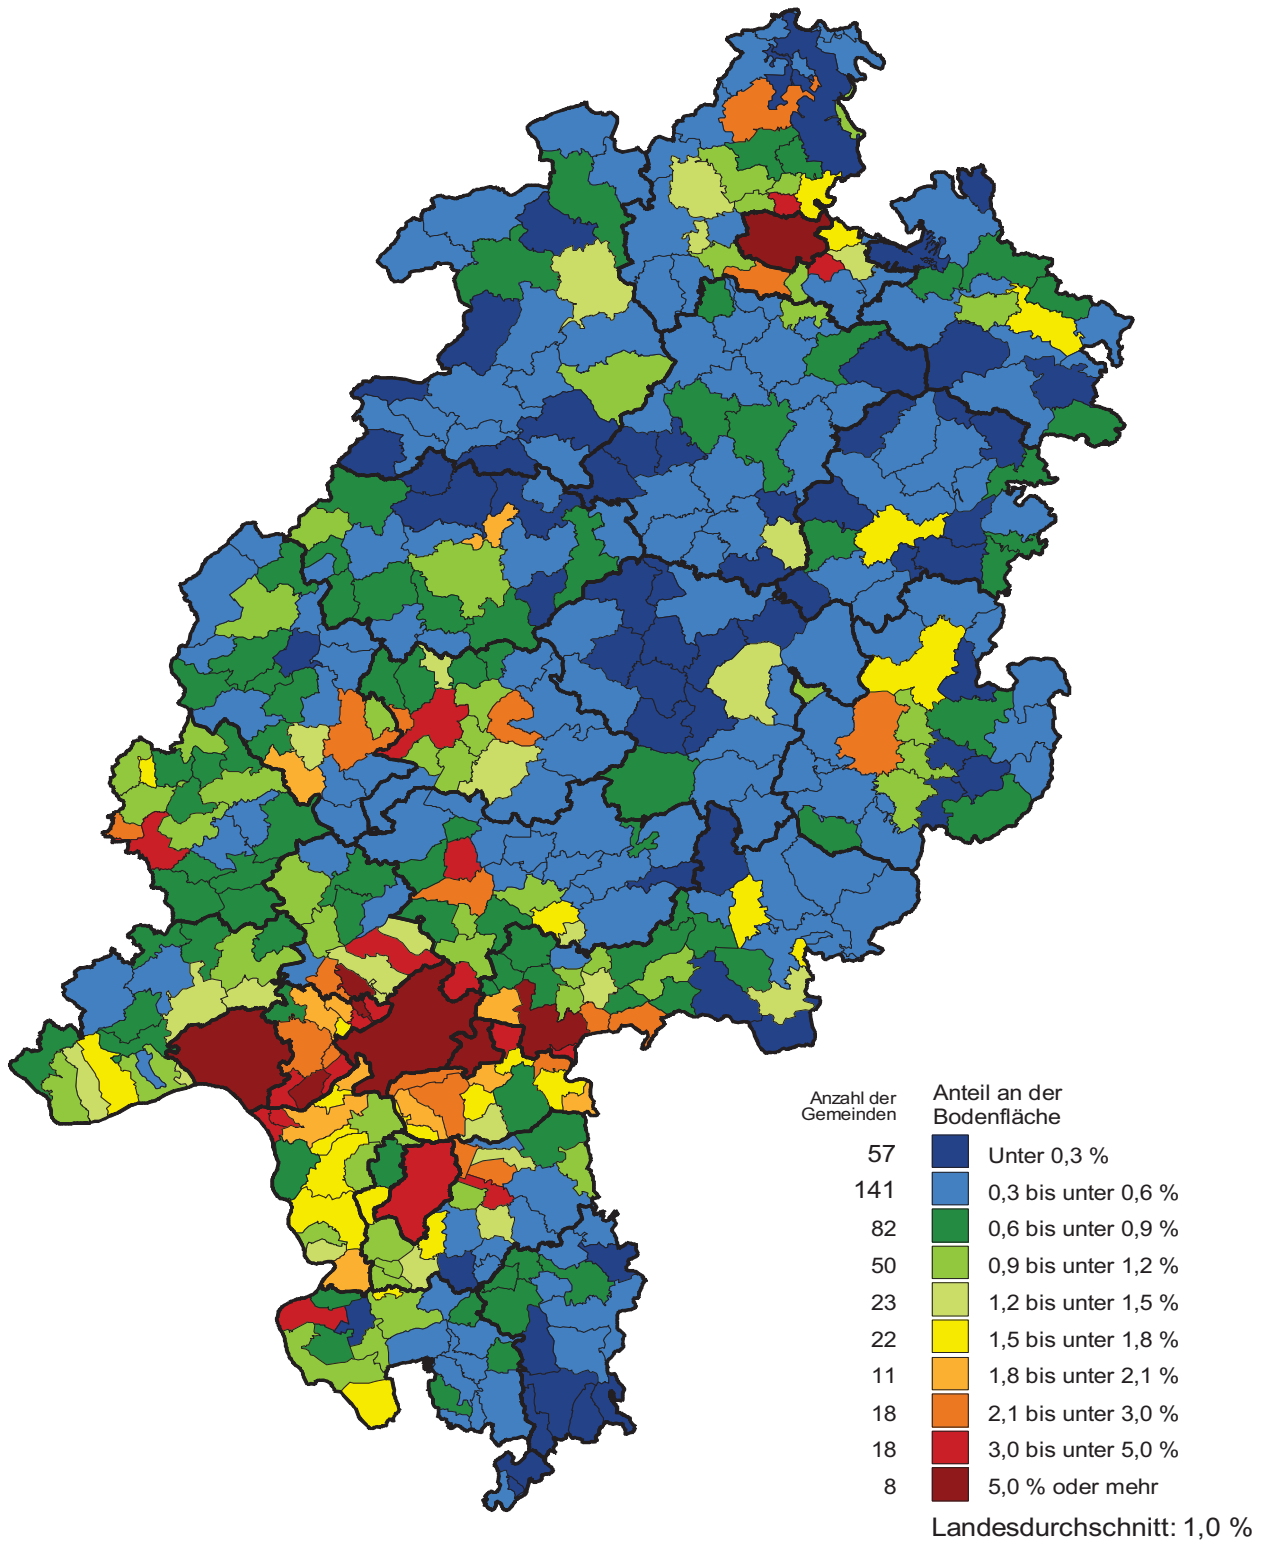 Anzahl der
Gemeinden
Anteil an der
Bodenfläche
57 Unter 0,3 %
141 0,3 bis unter 0,6 %
82 0,6 bis unter 0,9 %
50 0,9 bis unter 1,2 %
23 1,2 bis unter 1,5 %
22 1,5 bis unter 1,8 %
11 1,8 bis unter 2,1 %
18 2,1 bis unter 3,0 %
18 3,0 bis unter 5,0 %
8 5,0 % oder mehr
Landesdurchschnitt: 1,0 %